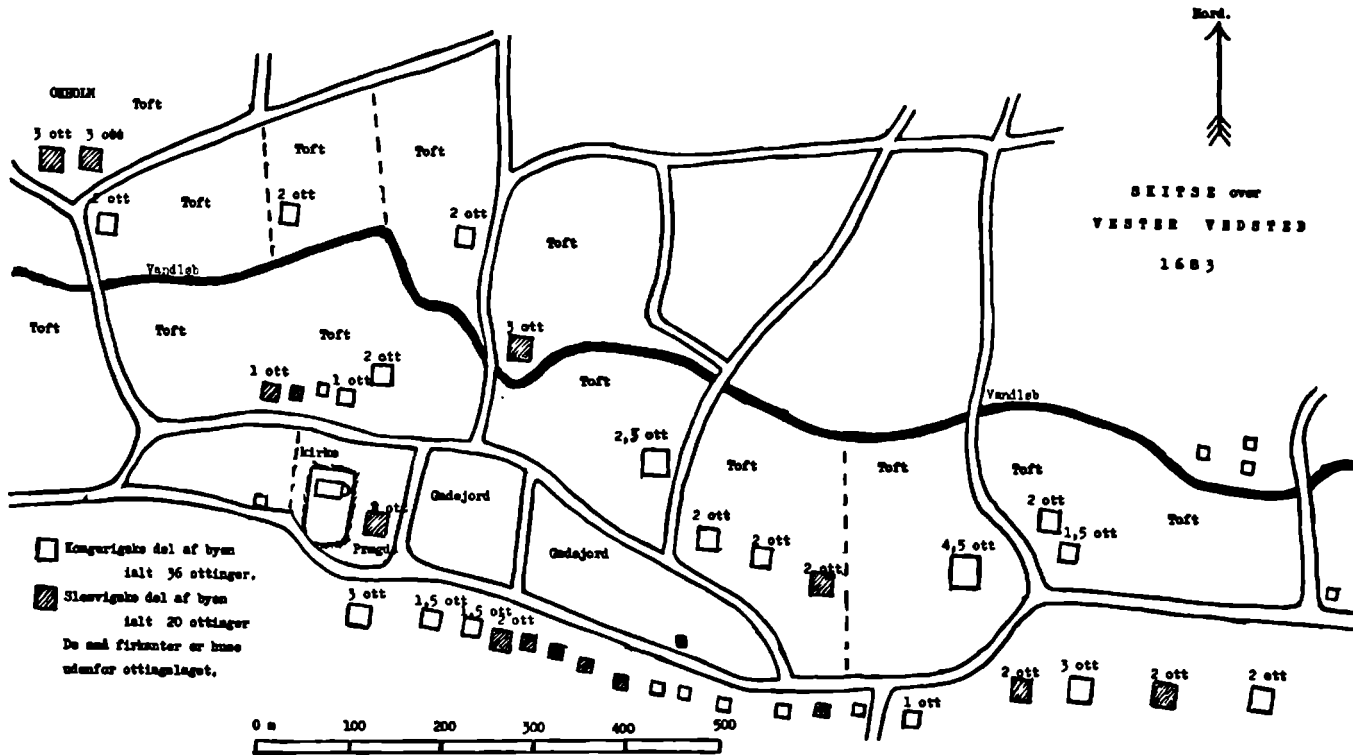 Nord.
SKITSE over
VESTER VEDSTED
1683
OXHOLM
Toft
3 ott
3 ott
2 ott
Toft
Toft
2 ott
Toft
2 ott
Toft
Vandløb
Toft
Toft
Toft
3 ott
1 ott
1 ott
2 ott
Toft
Vandløb
2,5 ott
Toft
Toft
Toft
Toft
kirke
2 ott
Prægd.
Gadejord
Gadejord
2 ott
2 ott
2 ott
4,5 ott
2 ott
1,5 ott
3 ott
1,5 ott
1,5 ott
2 ott
1 ott
2 ott
3 ott
2 ott
2 ott
Kongerigske del af byen
ialt 36 ottinger.
Slesvigske del af byen
ialt 20 ottinger
De små firkanter er huse
udenfor ottingslaget.
0 m 100 200 300 400 500